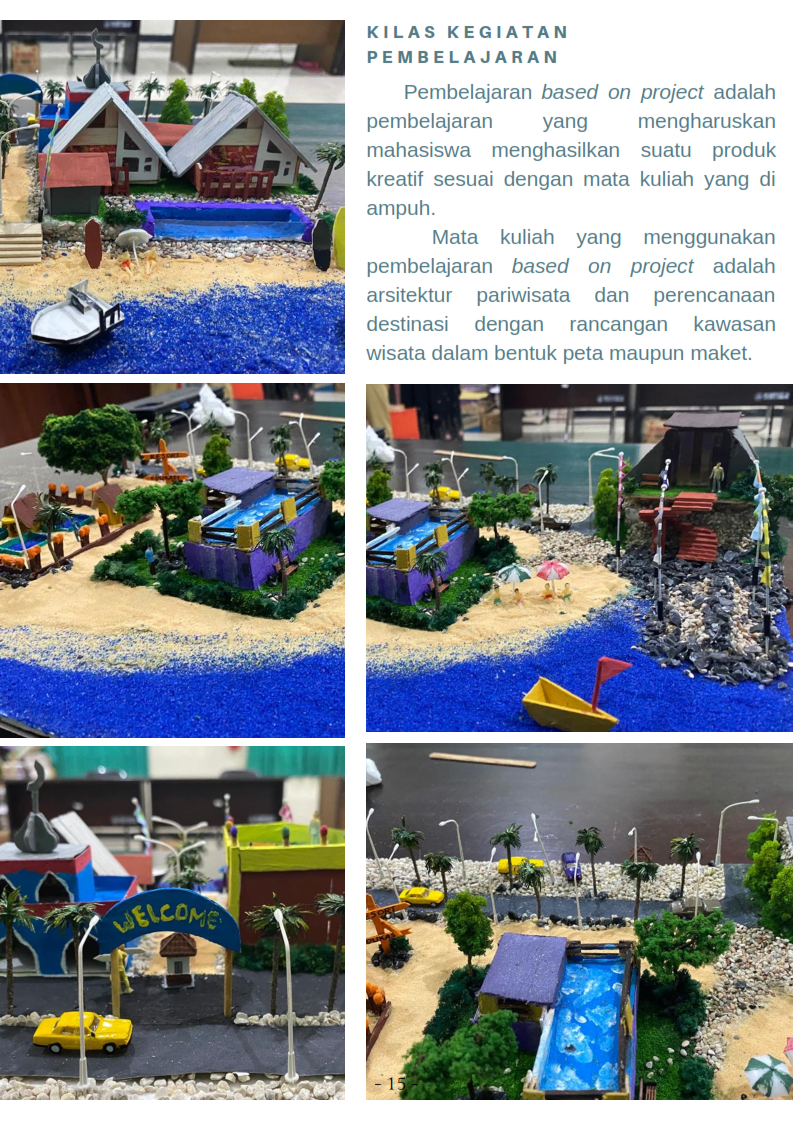 KILAS KEGIATAN
PEMBELAJARAN
Pembelajaran based on project adalah
pembelajaran yang mengharuskan
mahasiswa menghasilkan suatu produk
kreatif sesuai dengan mata kuliah yang di
ampuh.
Mata kuliah yang menggunakan
pembelajaran based on project adalah
arsitektur pariwisata dan perencanaan
destinasi dengan rancangan kawasan
wisata dalam bentuk peta maupun maket.
WELCOME
- 15 -